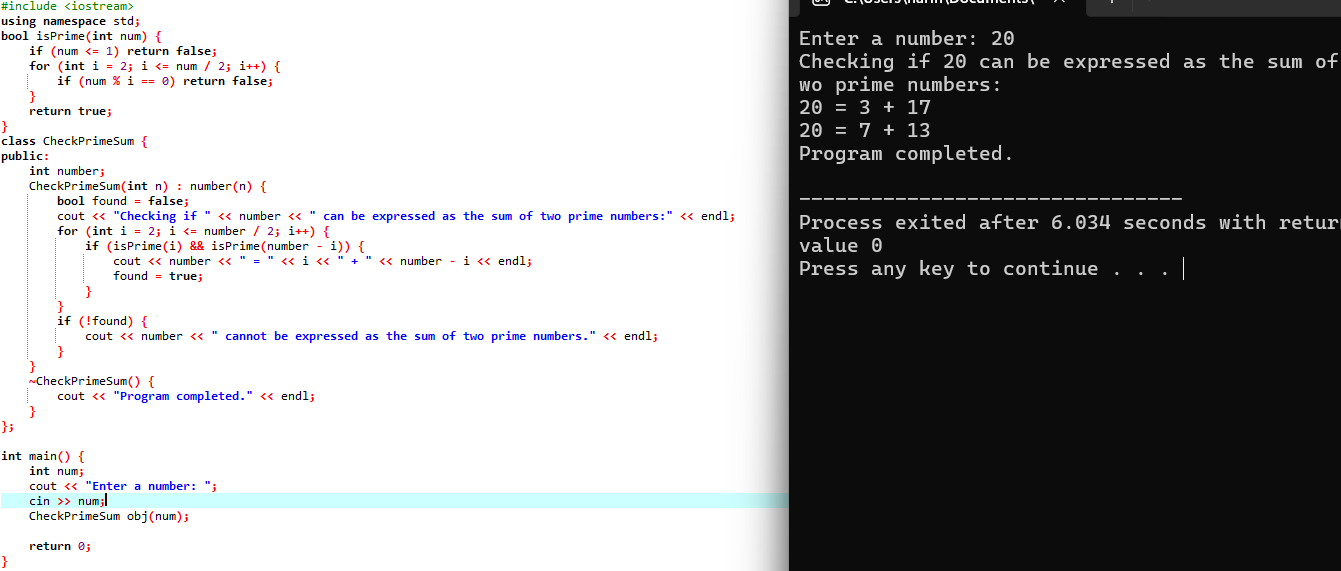 #include <iostream>
using namespace std;
bool isPrime(int num) {
    if (num <= 1) return false;
    for (int i = 2; i <= num / 2; i++) {
        if (num % i == 0) return false;
    }
    return true;
}
class CheckPrimeSum {
public:
    int number;
    CheckPrimeSum(int n) : number(n) {
        bool found = false;
        cout << "Checking if " << number << " can be expressed as the sum of two prime numbers:" << endl;
        for (int i = 2; i <= number / 2; i++) {
            if (isPrime(i) && isPrime(number - i)) {
                cout << number << " = " << i << " + " << number - i << endl;
                found = true;
            }
        }
        if (!found) {
            cout << number << " cannot be expressed as the sum of two prime numbers." << endl;
        }
    }
    ~CheckPrimeSum() {
        cout << "Program completed." << endl;
    }
};
int main() {
    int num;
    cout << "Enter a number: ";
    cin >> num;
    CheckPrimeSum obj(num);
    return 0;
}
Enter a number: 20
Checking if 20 can be expressed as the sum of
wo prime numbers:
20 = 3 + 17
20 = 7 + 13
Program completed.
--------------------------------
Process exited after 6.034 seconds with retur
value 0
Press any key to continue . . .